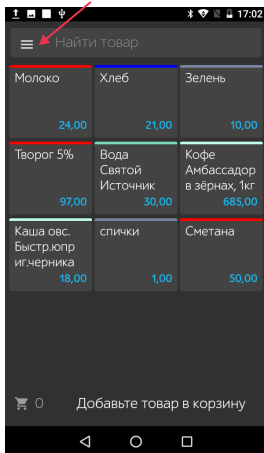 17:02
Найти товар
Молоко
24,00
Хлеб
21,00
Зелень
10,00
Творог 5%
97,00
Вода
Святой
Источник
30,00
Кофе
Амбассадор
в зёрнах, 1кг
685,00
Каша овс.
Быстр.юпр
иг.черника
18,00
спички
1,00
Сметана
50,00
0
Добавьте товар в корзину